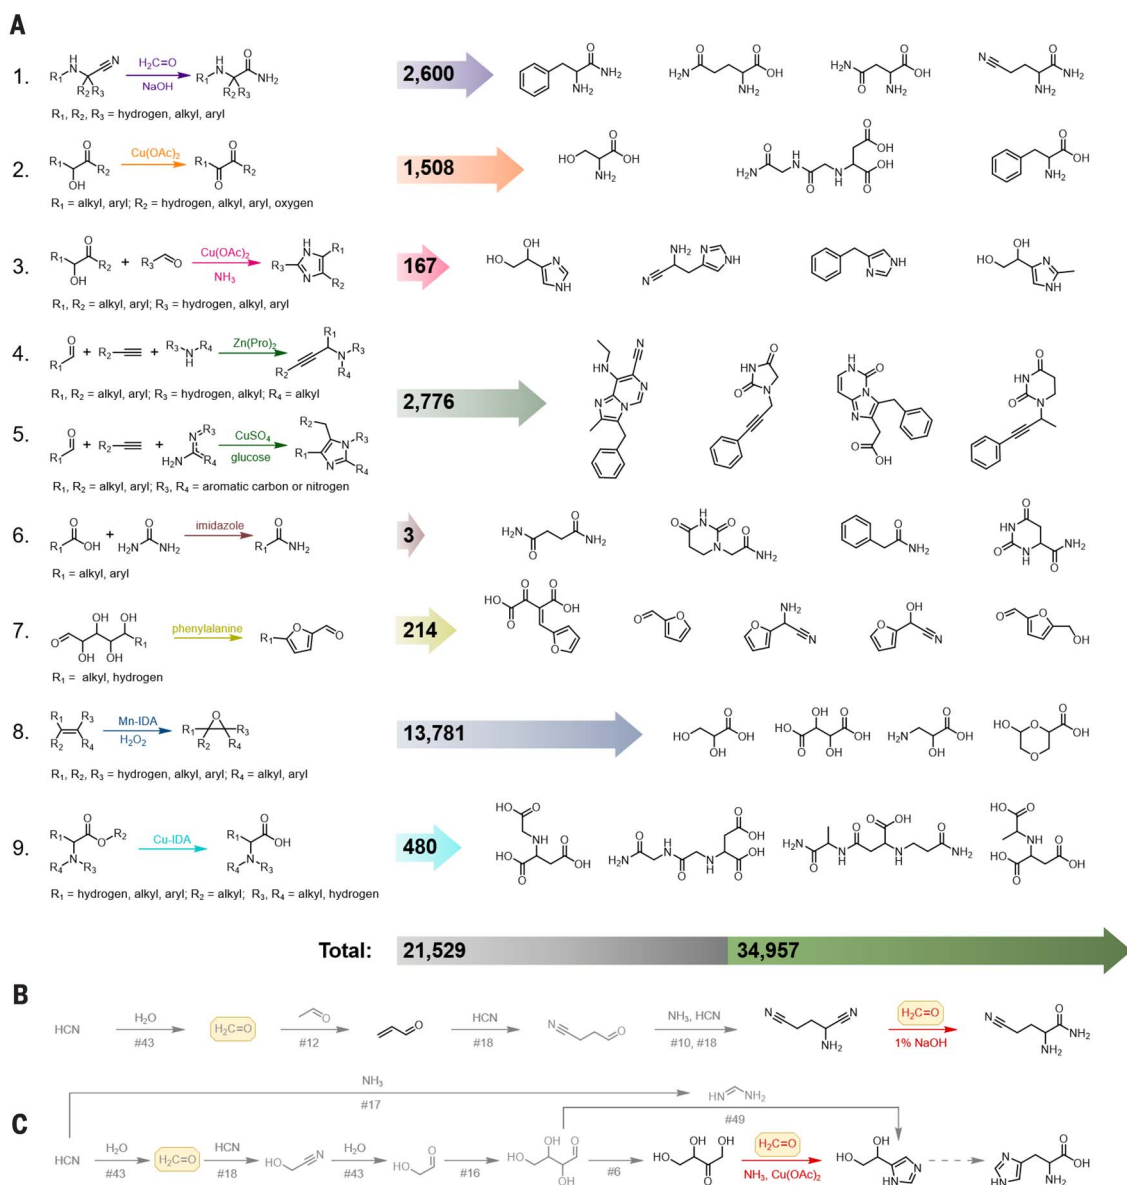 A
1.
H₂C=O
NaOH
R₁, R₂, R₃ = hydrogen, alkyl, aryl
2,600
2.
Cu(OAc)₂
R₁ = alkyl, aryl; R₂ = hydrogen, alkyl, aryl, oxygen
1,508
3.
+
Cu(OAc)₂
NH₃
R₁, R₂ = alkyl, aryl; R₃ = hydrogen, alkyl, aryl
167
4.
+ +
Zn(Pro)₂
R₁, R₂ = alkyl, aryl; R₃ = hydrogen, alkyl; R₄ = alkyl
2,776
5.
+ +
CuSO₄
glucose
R₁, R₂ = alkyl, aryl; R₃, R₄ = aromatic carbon or nitrogen
6.
+
imidazole
R₁ = alkyl, aryl
3
7.
phenylalanine
R₁ = alkyl, hydrogen
214
8.
Mn-IDA
H₂O₂
R₁, R₂, R₃ = hydrogen, alkyl, aryl; R₄ = alkyl, aryl
13,781
9.
Cu-IDA
R₁ = hydrogen, alkyl, aryl; R₂ = alkyl; R₃, R₄ = alkyl, hydrogen
480
Total: 21,529 34,957
B
HCN H₂O #43 H₂C=O #12 HCN #18 NH₃, HCN #10, #18 H₂C=O 1% NaOH
NH₃
#17
#49
C
HCN H₂O #43 H₂C=O HCN #18 H₂O #43 #16 #6 H₂C=O NH₃, Cu(OAc)₂